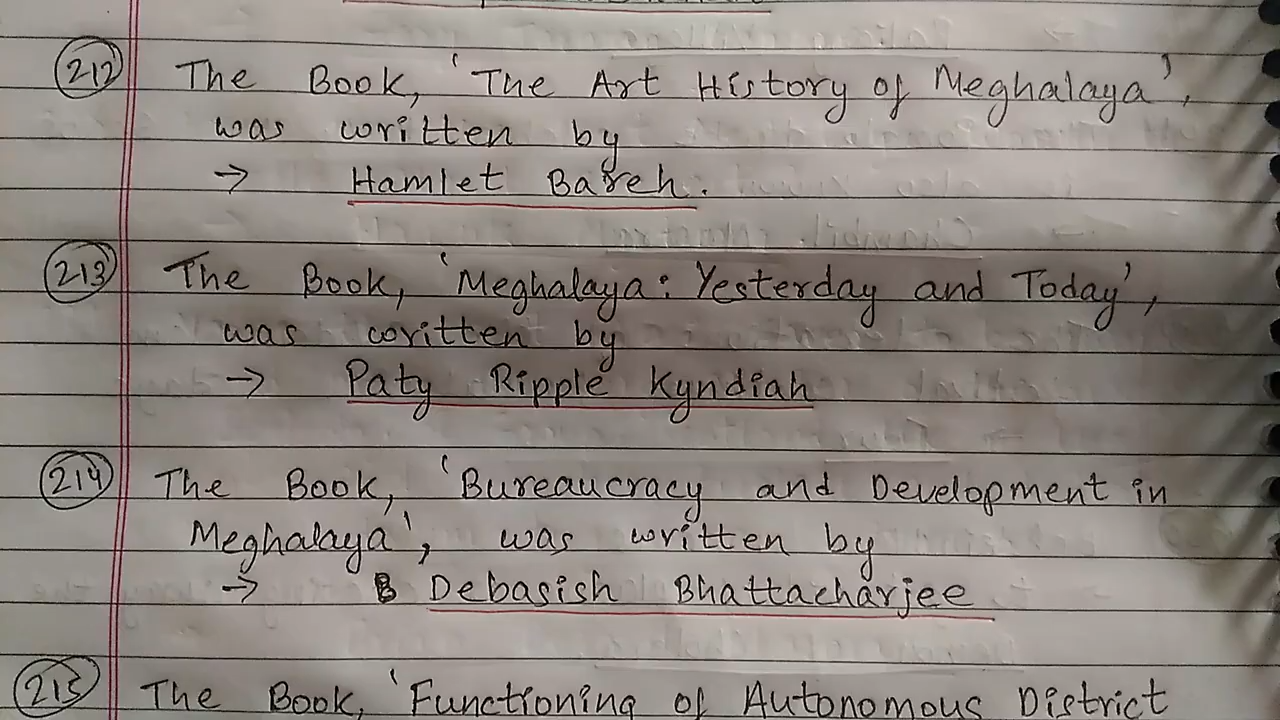 212 The Book, 'The Art History of Meghalaya',
was written by
→ Hamlet Bareh.
213 The Book, 'Meghalaya: Yesterday and Today',
was written by
→ Paty Ripple Kyndiah
214 The Book, 'Bureaucracy and Development in
Meghalaya', was written by
→ B Debasish Bhattacharjee
215 The Book, 'Functioning of Autonomous District